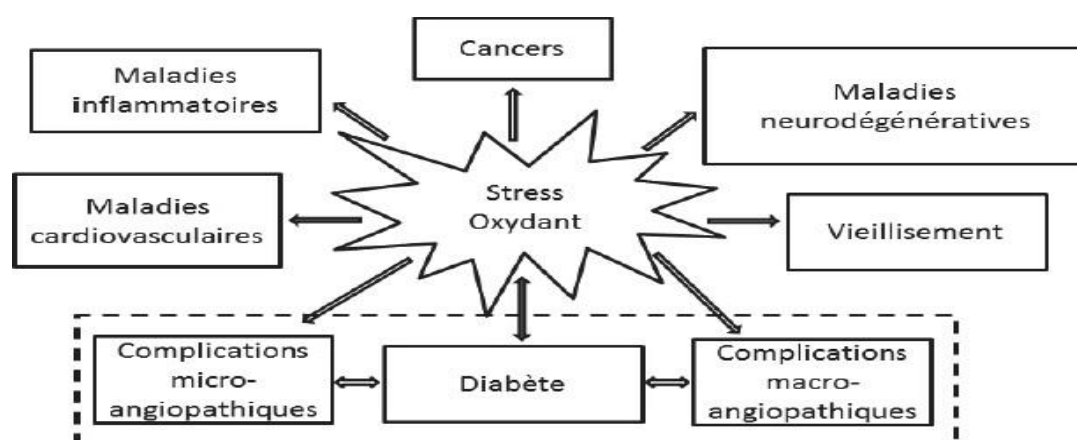 Cancers
Maladies
inflammatoires
Maladies
neurodégénératives
Stress
Oxydant
Maladies
cardiovasculaires
Vieillisement
Complications
micro-
angiopathiques
Diabète
Complications
macro-
angiopathiques